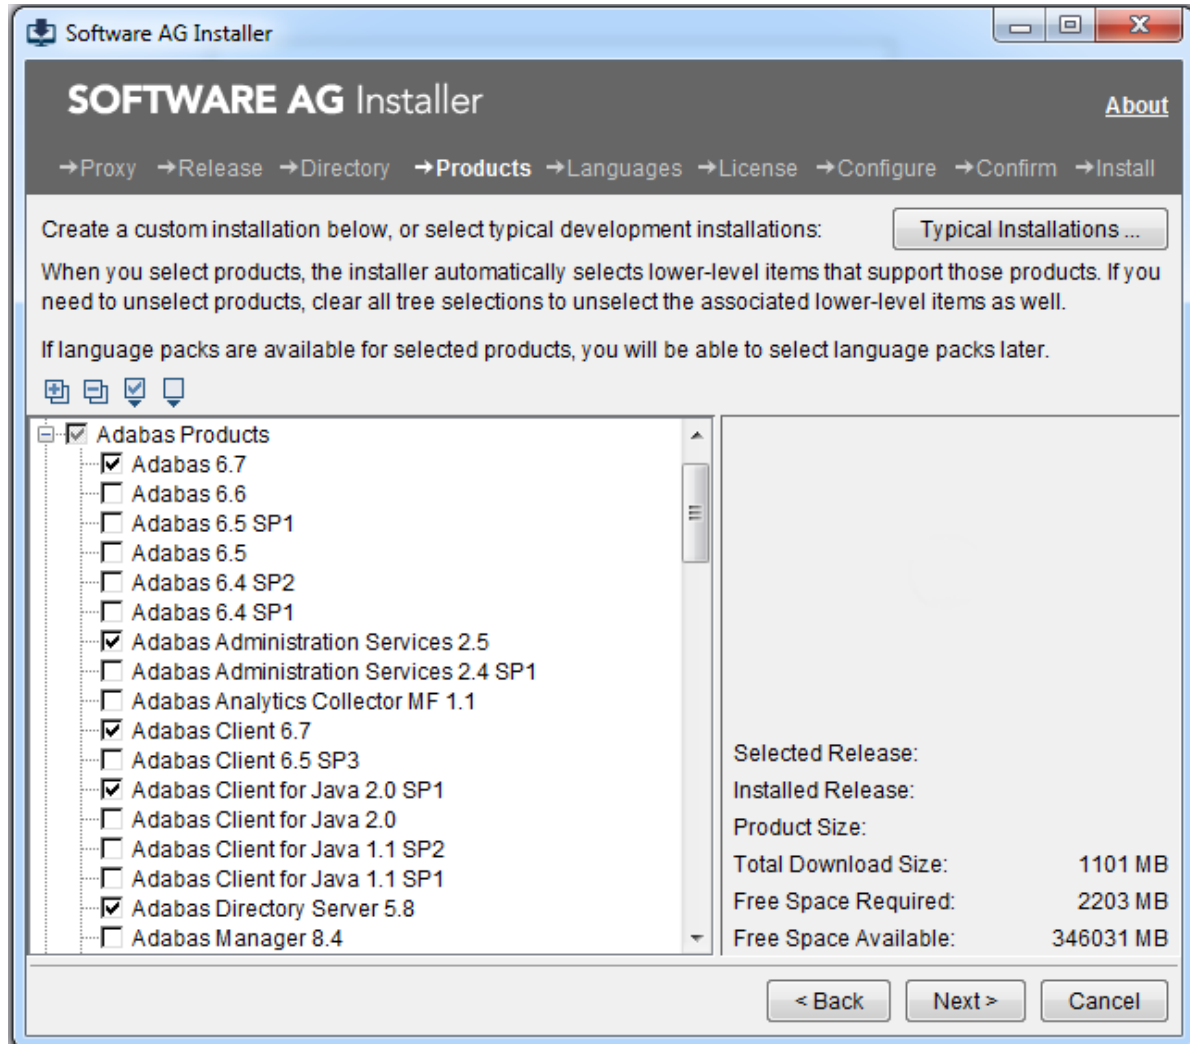 Software AG Installer
SOFTWARE AG Installer
About
→Proxy →Release →Directory →Products →Languages →License →Configure →Confirm →Install
Create a custom installation below, or select typical development installations: Typical Installations ...
When you select products, the installer automatically selects lower-level items that support those products. If you
need to unselect products, clear all tree selections to unselect the associated lower-level items as well.
If language packs are available for selected products, you will be able to select language packs later.
Adabas Products
Adabas 6.7
Adabas 6.6
Adabas 6.5 SP1
Adabas 6.5
Adabas 6.4 SP2
Adabas 6.4 SP1
Adabas Administration Services 2.5
Adabas Administration Services 2.4 SP1
Adabas Analytics Collector MF 1.1
Adabas Client 6.7
Adabas Client 6.5 SP3
Adabas Client for Java 2.0 SP1
Adabas Client for Java 2.0
Adabas Client for Java 1.1 SP2
Adabas Client for Java 1.1 SP1
Adabas Directory Server 5.8
Adabas Manager 8.4
Selected Release:
Installed Release:
Product Size:
Total Download Size: 1101 MB
Free Space Required: 2203 MB
Free Space Available: 346031 MB
< Back Next > Cancel